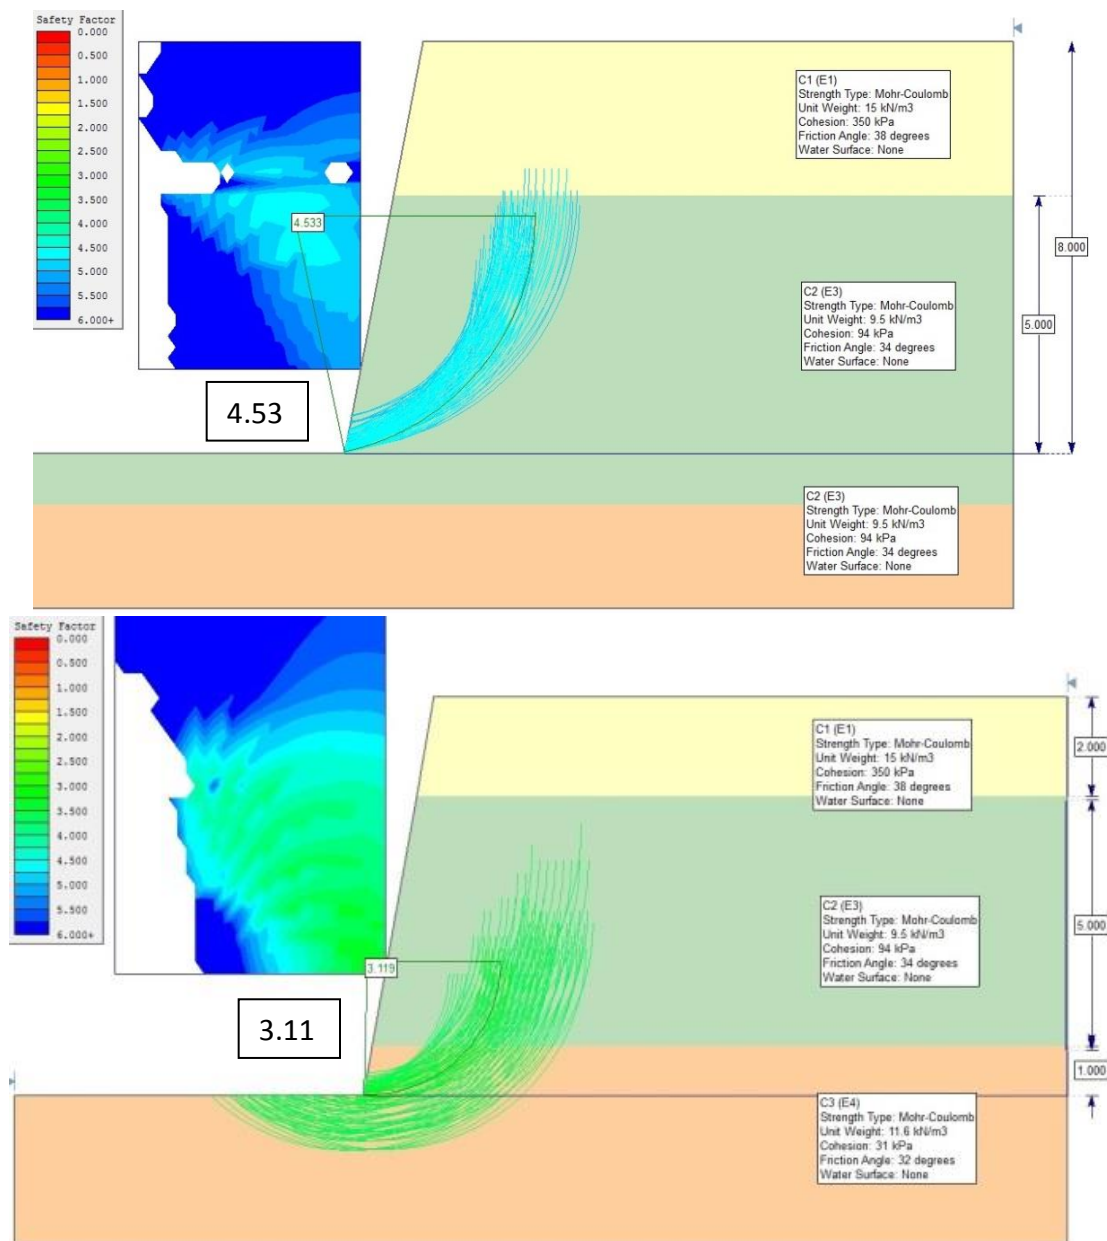 Safety Factor
0.000
0.500
1.000
1.500
2.000
2.500
3.000
3.500
4.000
4.500
5.000
5.500
6.000+
C1 (E1)
Strength Type: Mohr-Coulomb
Unit Weight: 15 kN/m3
Cohesion: 350 kPa
Friction Angle: 38 degrees
Water Surface: None
4.533
8.000
C2 (E3)
Strength Type: Mohr-Coulomb
Unit Weight: 9.5 kN/m3
Cohesion: 94 kPa
Friction Angle: 34 degrees
Water Surface: None
5.000
4.53
C2 (E3)
Strength Type: Mohr-Coulomb
Unit Weight: 9.5 kN/m3
Cohesion: 94 kPa
Friction Angle: 34 degrees
Water Surface: None
Safety Factor
0.000
0.500
1.000
1.500
2.000
2.500
3.000
3.500
4.000
4.500
5.000
5.500
6.000+
C1 (E1)
Strength Type: Mohr-Coulomb
Unit Weight: 15 kN/m3
Cohesion: 350 kPa
Friction Angle: 38 degrees
Water Surface: None
2.000
C2 (E3)
Strength Type: Mohr-Coulomb
Unit Weight: 9.5 kN/m3
Cohesion: 94 kPa
Friction Angle: 34 degrees
Water Surface: None
5.000
3.119
3.11
1.000
C3 (E4)
Strength Type: Mohr-Coulomb
Unit Weight: 11.6 kN/m3
Cohesion: 31 kPa
Friction Angle: 32 degrees
Water Surface: None